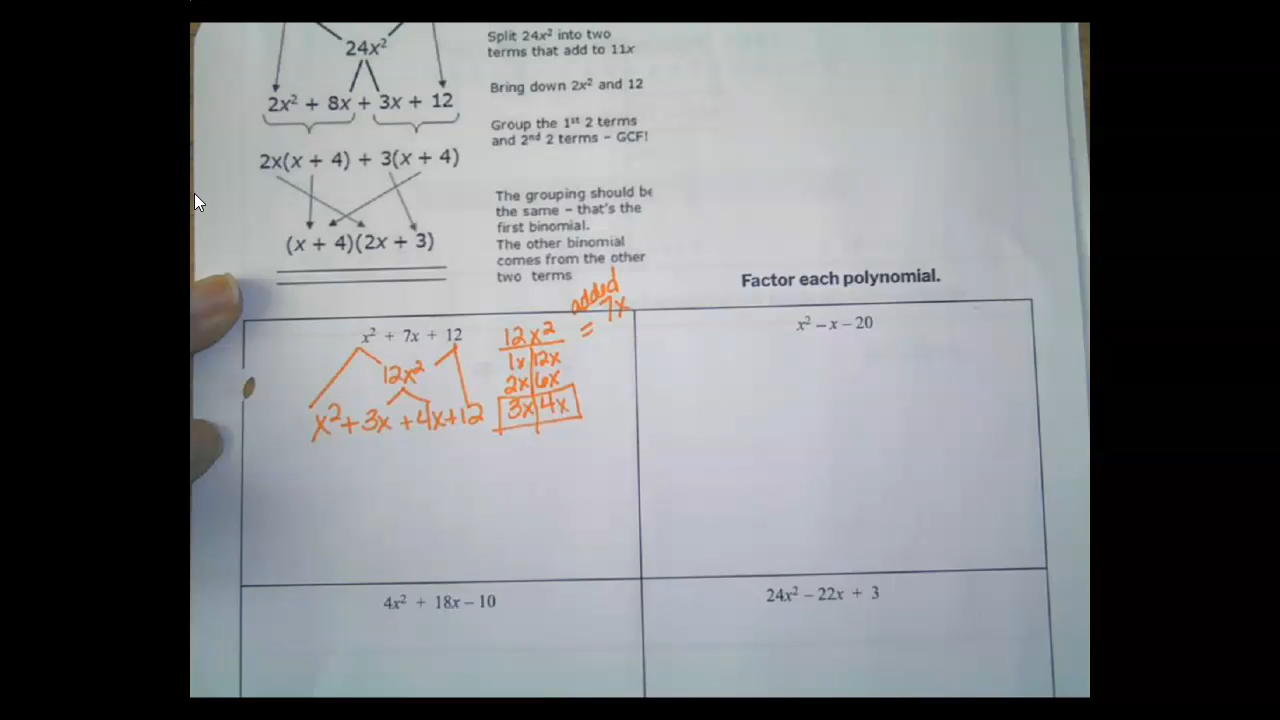 24x²
2x² + 8x + 3x + 12
2x(x + 4) + 3(x + 4)
(x + 4)(2x + 3)
Split 24x² into two
terms that add to 11x
Bring down 2x² and 12
Group the 1st 2 terms
and 2nd 2 terms – GCF!
The grouping should be
the same – that's the
first binomial.
The other binomial
comes from the other
two terms
Factor each polynomial.
x² + 7x + 12
12x²
x² + 3x + 4x + 12
added
12x² = 7x
1x 12x
2x 6x
3x 4x
x² – x – 20
4x² + 18x – 10
24x² – 22x + 3